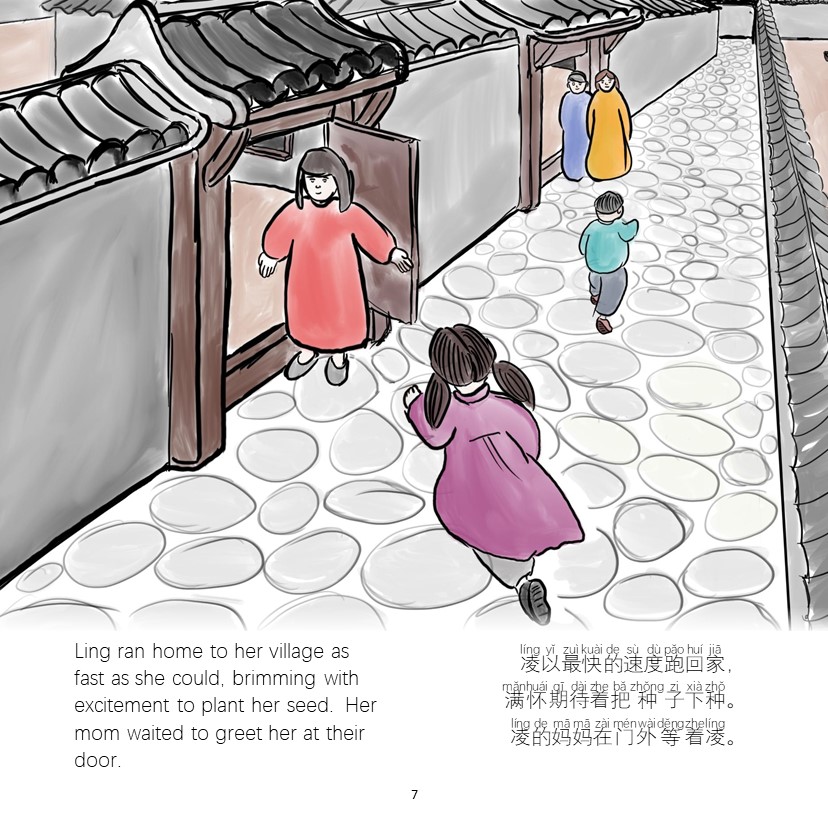 Ling ran home to her village as
fast as she could, brimming with
excitement to plant her seed. Her
mom waited to greet her at their
door.
líng yǐ zuì kuài de sù dù pǎo huí jiā
凌以最快的速度跑回家，
mǎnhuái qī dài zhe bǎ zhǒng zi xià zhǒ
满怀期待着把种子下种。
líng de mā mā zài ménwàiděngzhelíng
凌的妈妈在门外等着凌。
7